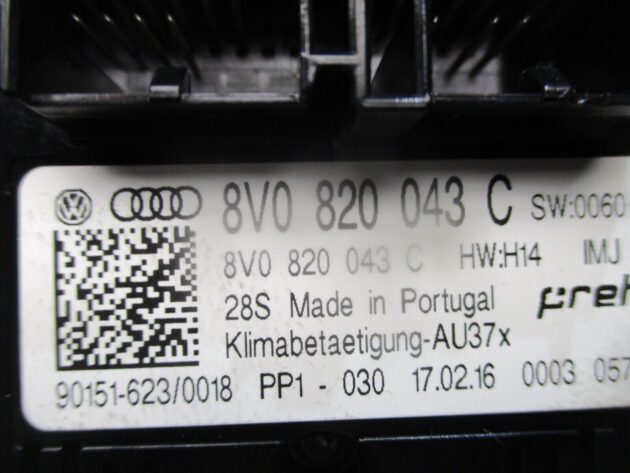 8V0 820 043 C SW:0060
8V0 820 043 C HW:H14 IMJ
28S Made in Portugal
Klimabetaetigung-AU37x
90151-623/0018 PP1 - 030 17.02.16 0003 057